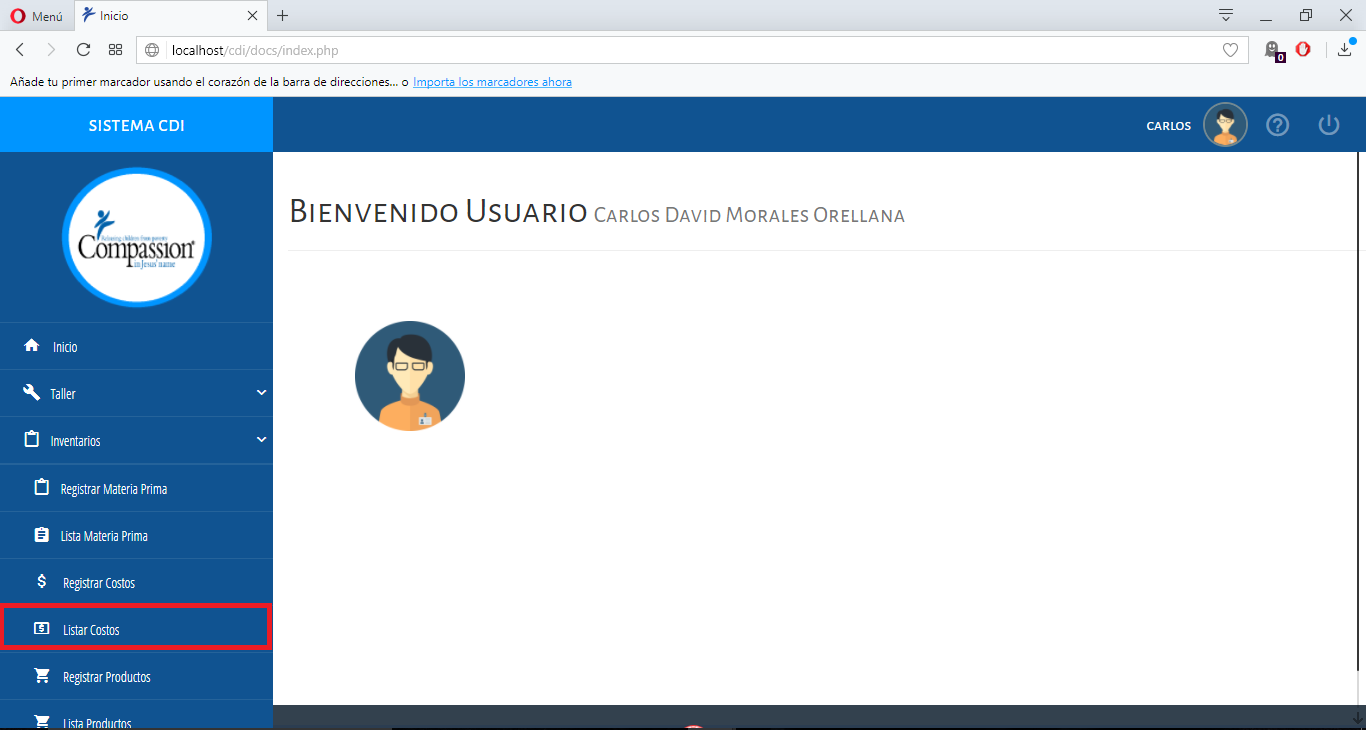 Menú
Inicio
localhost/cdi/docs/index.php
0
Añade tu primer marcador usando el corazón de la barra de direcciones... o Importa los marcadores ahora
SISTEMA CDI
CARLOS
?
Releasing children from poverty
Compassion®
in Jesus' name
Bienvenido Usuario Carlos David Morales Orellana
Inicio
Taller
Inventarios
Registrar Materia Prima
Lista Materia Prima
$ Registrar Costos
Listar Costos
Registrar Productos
Lista Productos